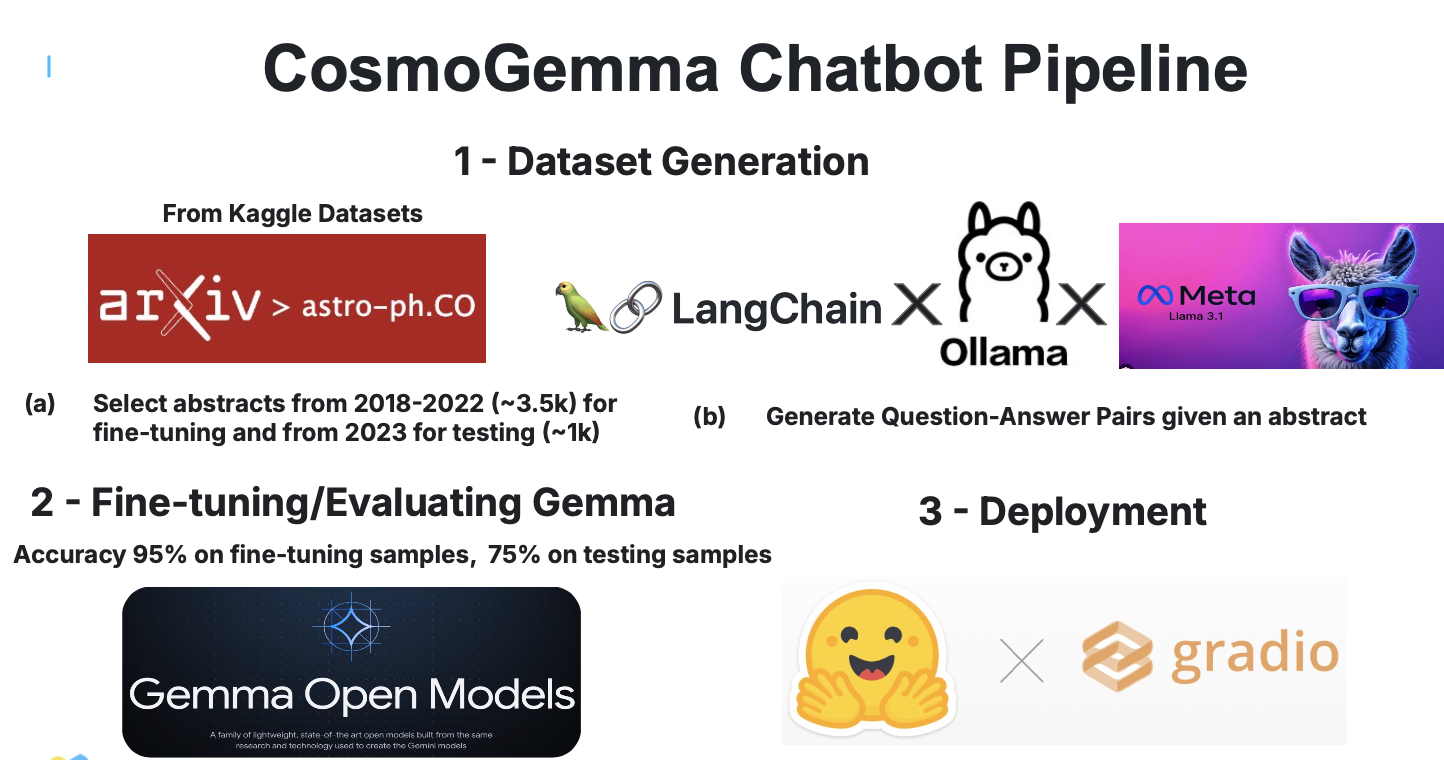 CosmoGemma Chatbot Pipeline
1 - Dataset Generation
From Kaggle Datasets
arXiv > astro-ph.CO
LangChain
Ollama
Meta
Llama 3.1
(a) Select abstracts from 2018-2022 (~3.5k) for
fine-tuning and from 2023 for testing (~1k)
(b) Generate Question-Answer Pairs given an abstract
2 - Fine-tuning/Evaluating Gemma
Accuracy 95% on fine-tuning samples, 75% on testing samples
Gemma Open Models
A family of lightweight, state-of-the art open models built from the same
research and technology used to create the Gemini models
3 - Deployment
gradio